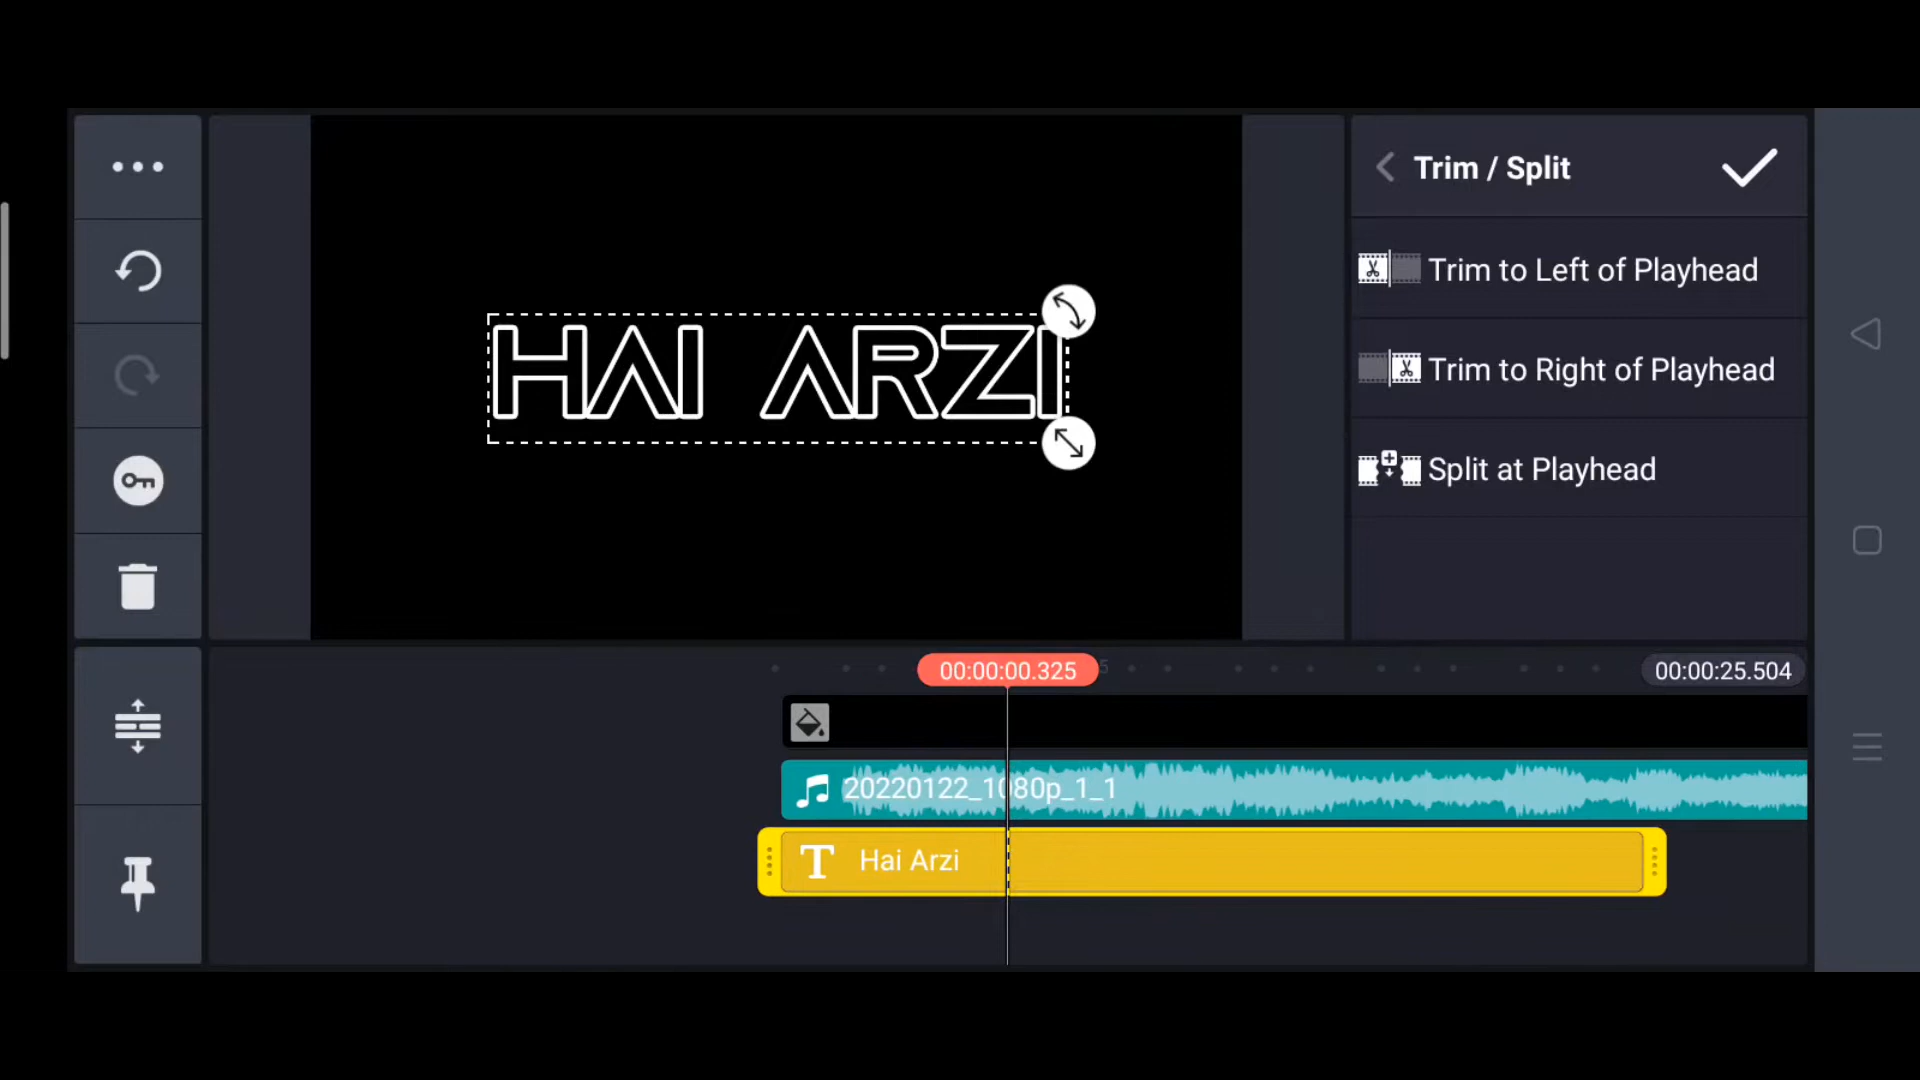 Trim / Split
HAI ARZI
Trim to Left of Playhead
Trim to Right of Playhead
Split at Playhead
00:00:00.325
5
00:00:25.504
20220122_1080p_1_1
T Hai Arzi